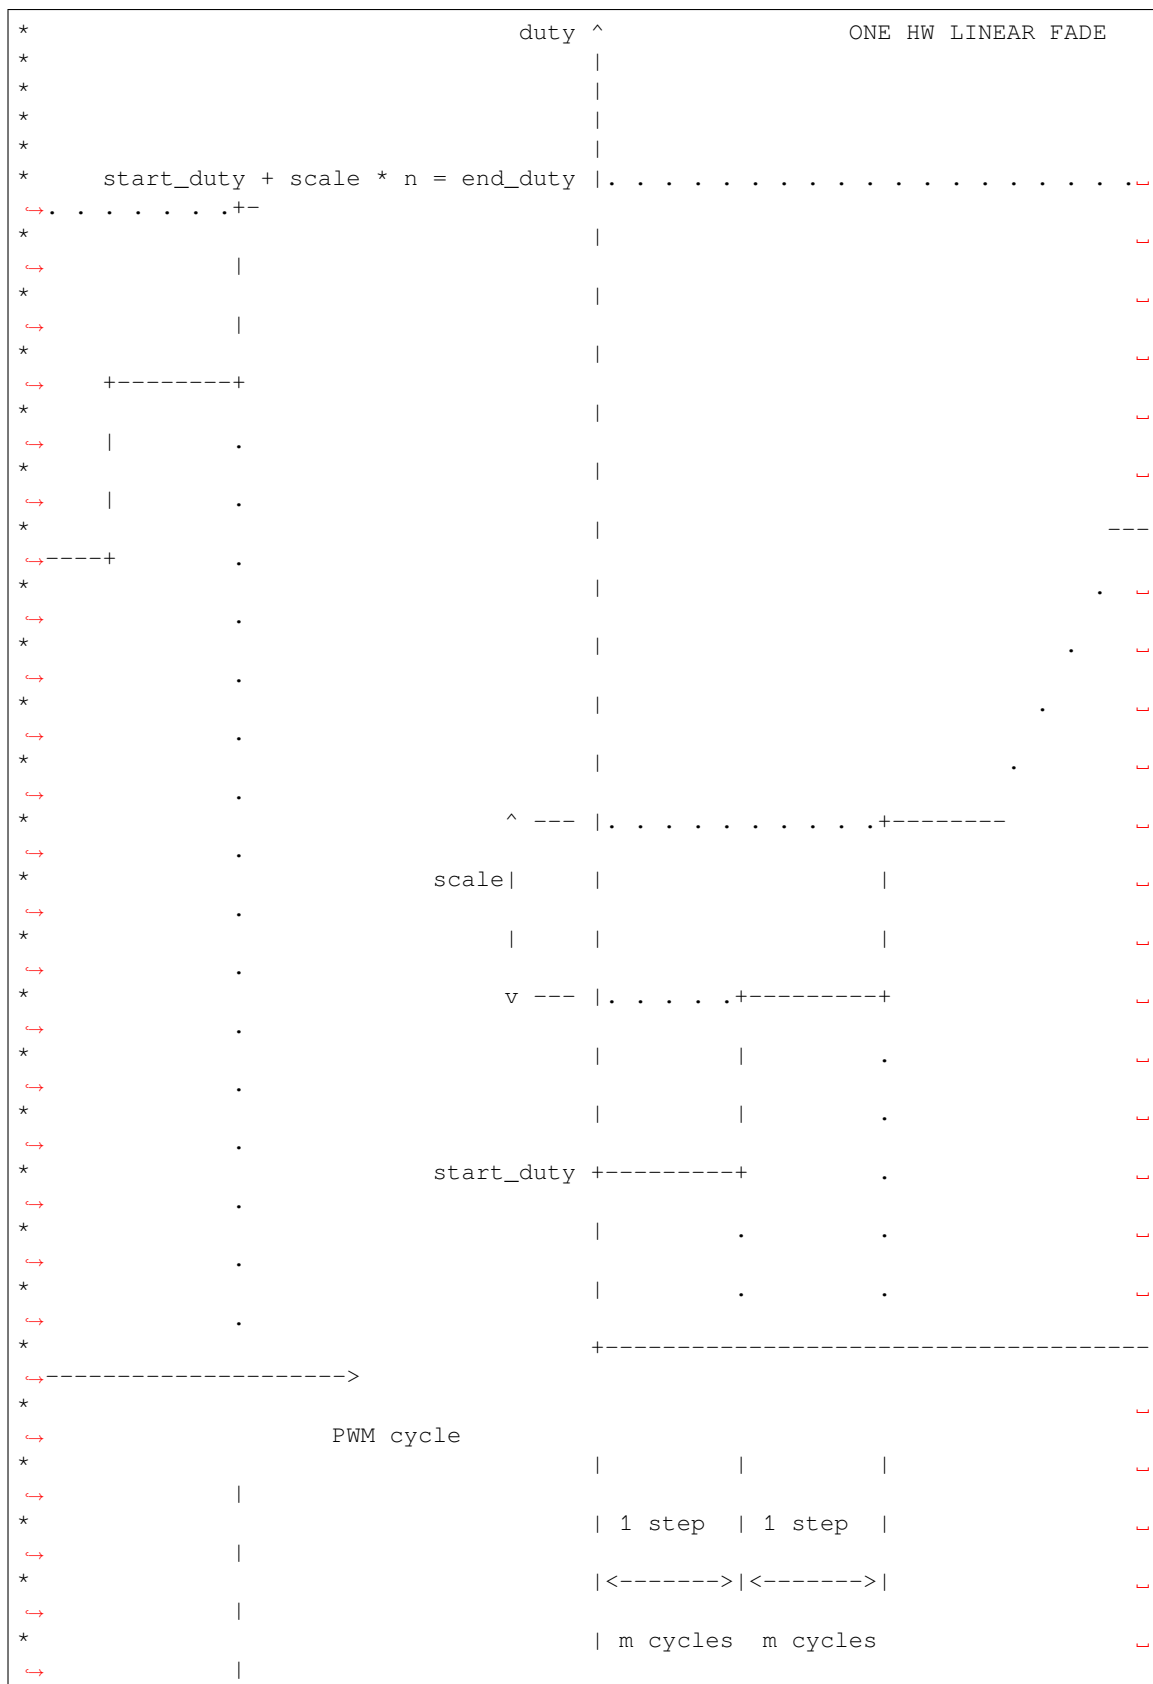 *                                  duty ^                 ONE HW LINEAR FADE
*                                       |
*                                       |
*                                       |
*                                       |
*     start_duty + scale * n = end_duty |. . . . . . . . . . . . . . . . . . .␣
↪. . . . . . .+-
*                                       |                                     ␣
↪             |
*                                       |                                     ␣
↪             |
*                                       |                                     ␣
↪    +--------+
*                                       |                                     ␣
↪    |        .
*                                       |                                     ␣
↪    |        .
*                                       |                                   ---
↪----+        .
*                                       |                                  .  ␣
↪             .
*                                       |                                .    ␣
↪             .
*                                       |                              .      ␣
↪             .
*                                       |                            .        ␣
↪             .
*                                 ^ --- |. . . . . . . . . .+--------         ␣
↪             .
*                            scale|     |                   |                 ␣
↪             .
*                                 |     |                   |                 ␣
↪             .
*                                 v --- |. . . . .+---------+                 ␣
↪             .
*                                       |         |         .                 ␣
↪             .
*                                       |         |         .                 ␣
↪             .
*                            start_duty +---------+         .                 ␣
↪             .
*                                       |         .         .                 ␣
↪             .
*                                       |         .         .                 ␣
↪             .
*                                       +--------------------------------------
↪--------------------->
*                                                                             ␣
↪                    PWM cycle
*                                       |         |         |                 ␣
↪             |
*                                       | 1 step  | 1 step  |                 ␣
↪             |
*                                       |<------->|<------->|                 ␣
↪             |
*                                       | m cycles  m cycles                  ␣
↪             |